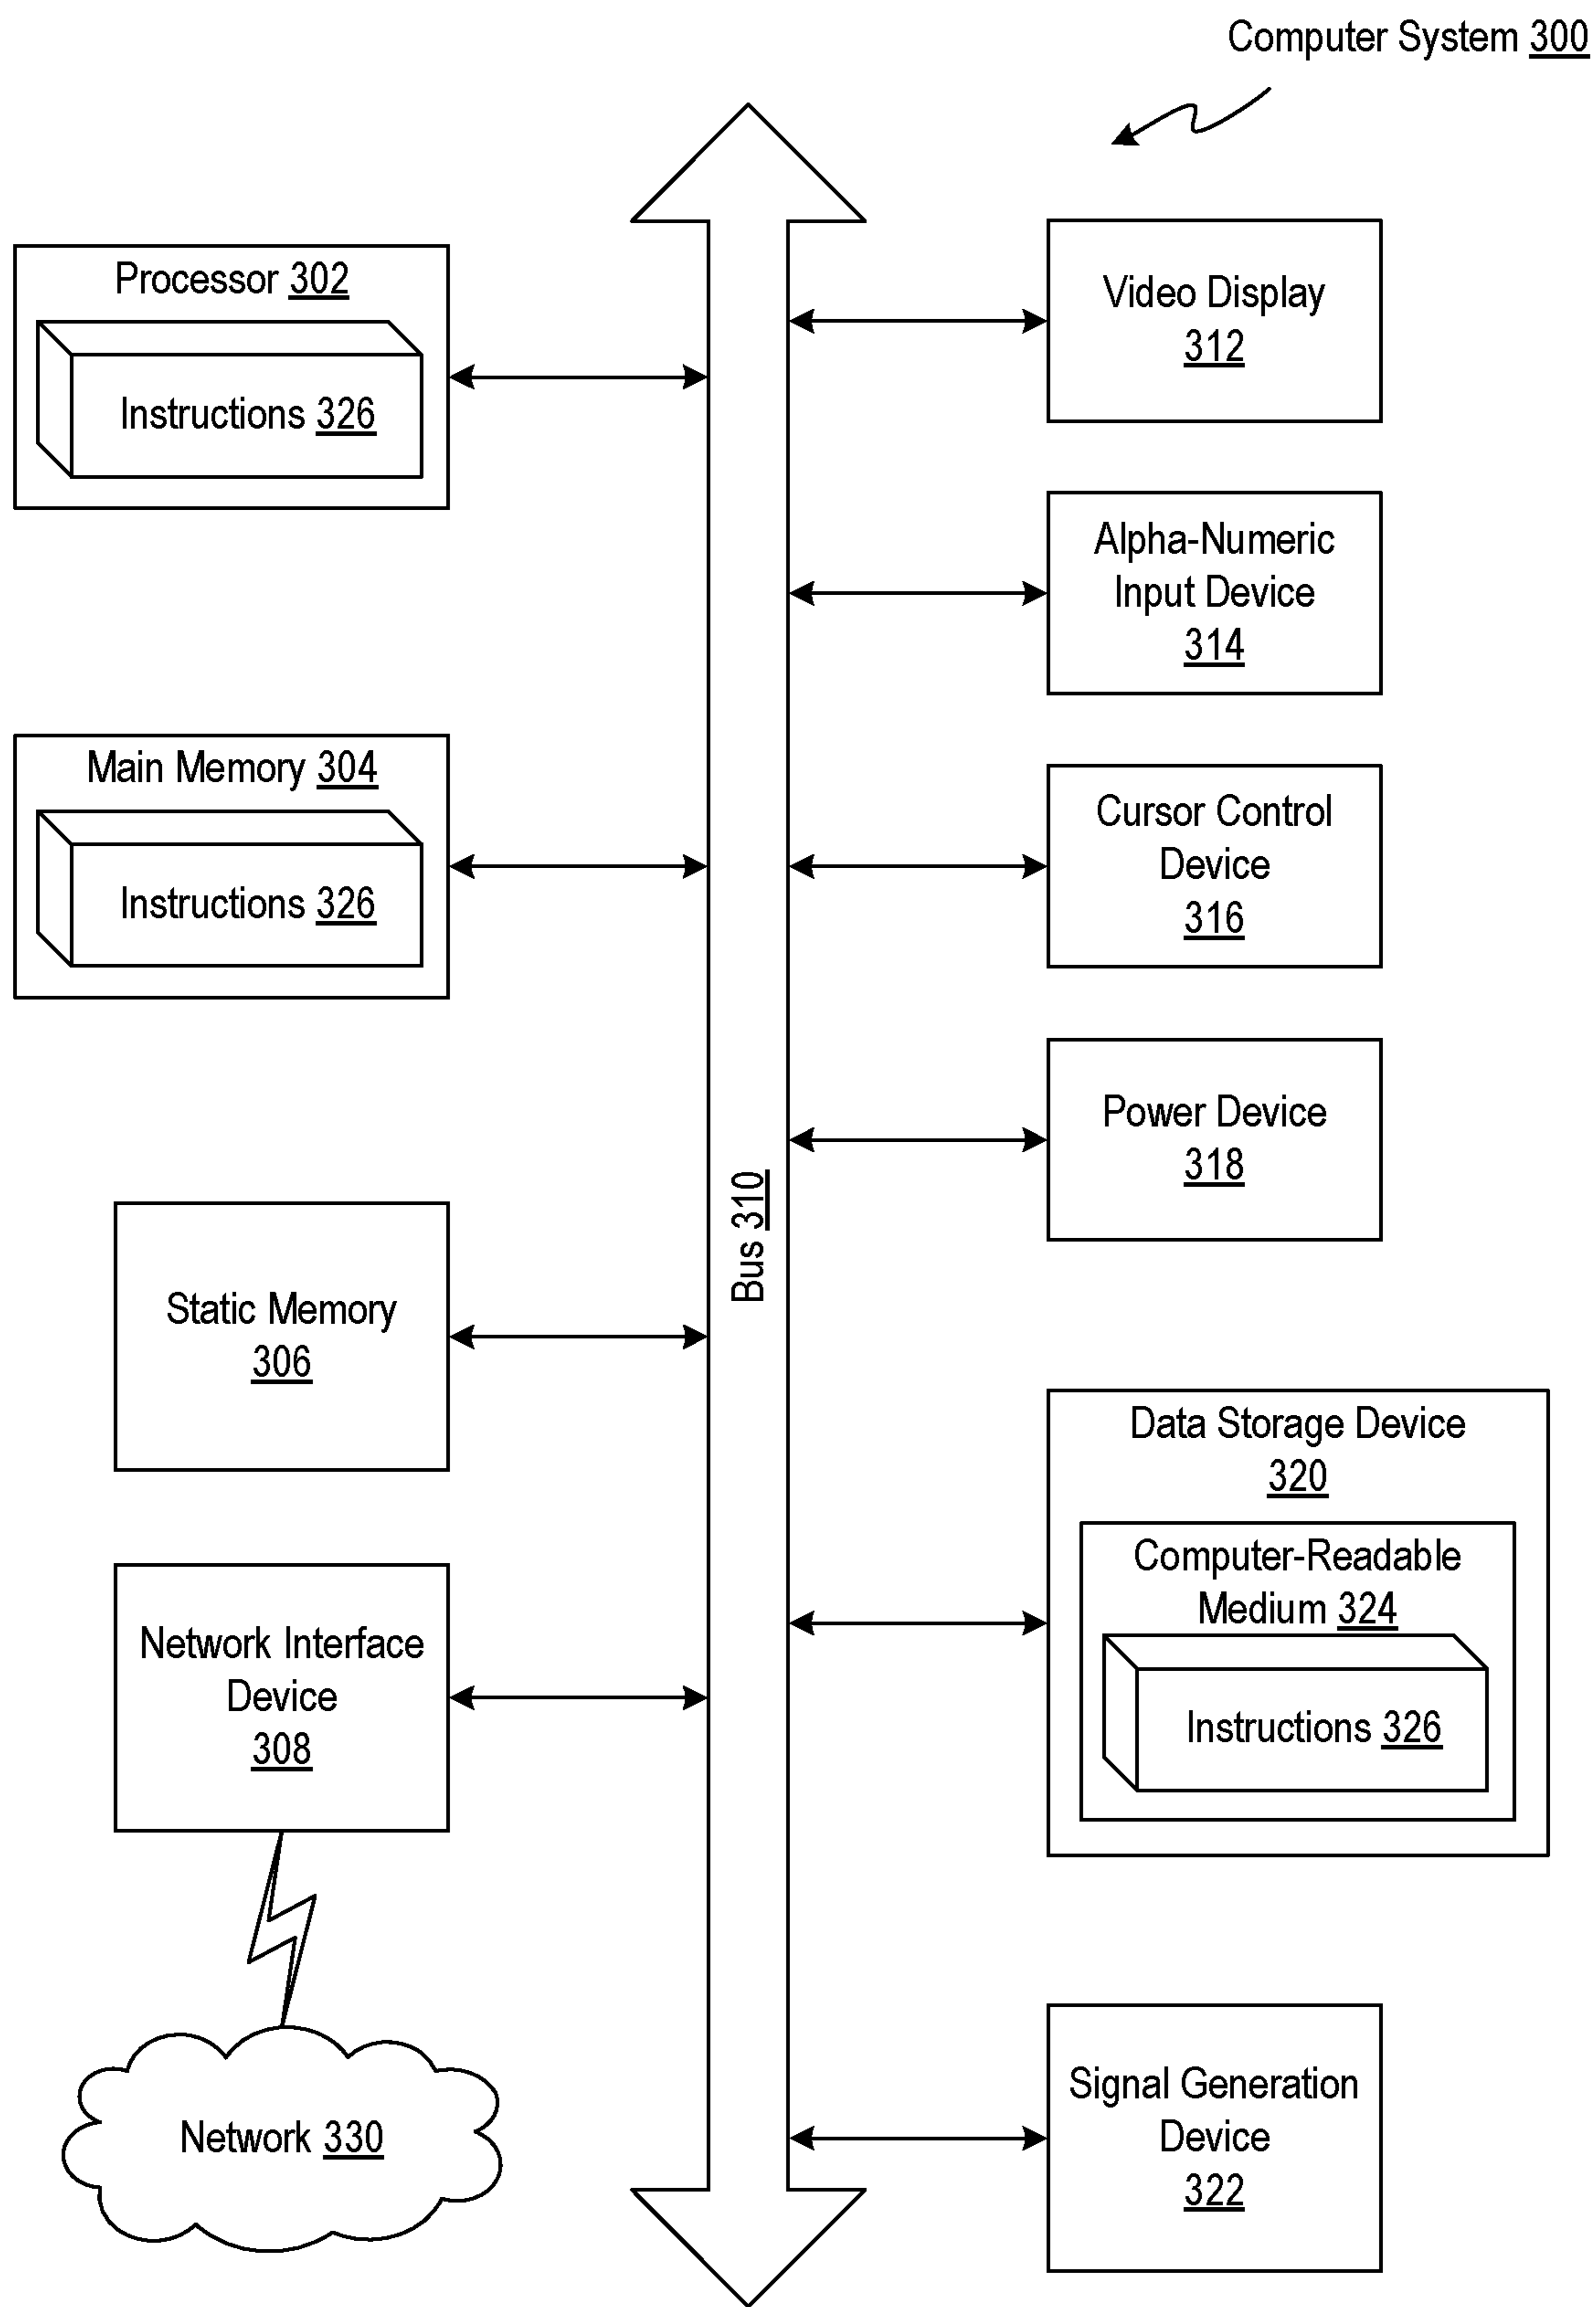 Computer System 300
Processor 302
Instructions 326
Main Memory 304
Instructions 326
Static Memory
306
Network Interface
Device
308
Network 330
Bus 310
Video Display
312
Alpha-Numeric
Input Device
314
Cursor Control
Device
316
Power Device
318
Data Storage Device
320
Computer-Readable
Medium 324
Instructions 326
Signal Generation
Device
322